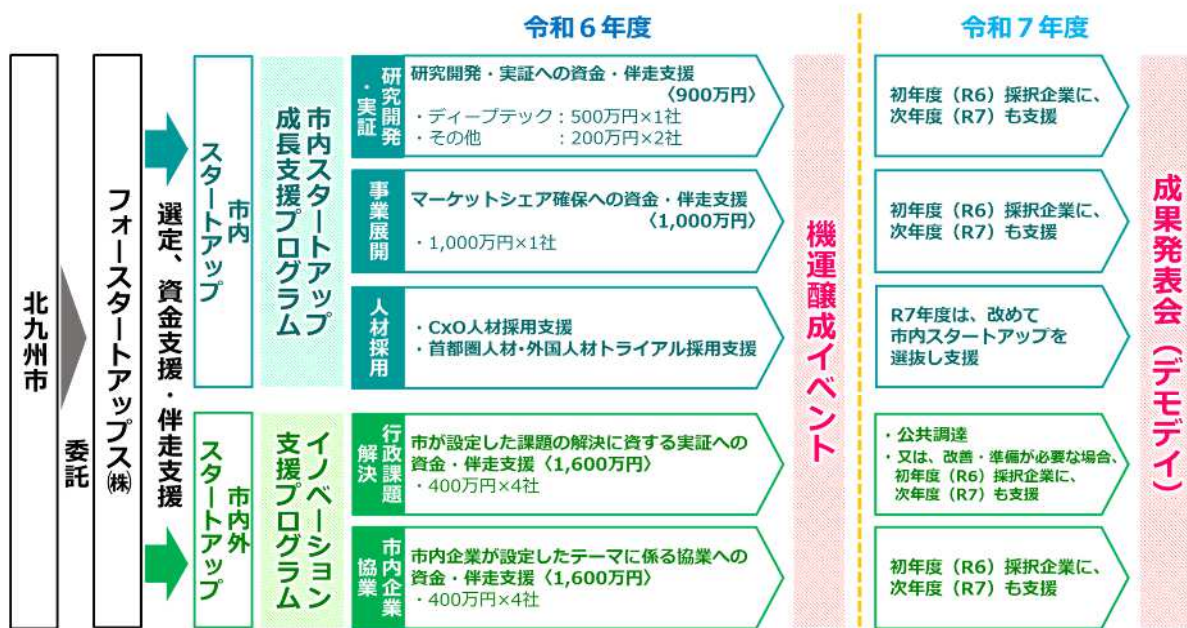 令和６年度
令和７年度
北九州市
委託
フォースタートアップス㈱
選定、資金支援・伴走支援
市内
スタートアップ
市内スタートアップ
成長支援プログラム
研究開発
・実証
研究開発・実証への資金・伴走支援
〈900万円〉
・ディープテック：500万円×1社
・その他　　　　：200万円×2社
初年度（R6）採択企業に、
次年度（R7）も支援
事業展開
マーケットシェア確保への資金・伴走支援
〈1,000万円〉
・1,000万円×1社
初年度（R6）採択企業に、
次年度（R7）も支援
人材採用
・CxO人材採用支援
・首都圏人材・外国人材トライアル採用支援
R7年度は、改めて
市内スタートアップを
選抜し支援
市内外
スタートアップ
イノベーション
支援プログラム
行政課題
解決
市が設定した課題の解決に資する実証への
資金・伴走支援〈1,600万円〉
・400万円×4社
・公共調達
・又は、改善・準備が必要な場合、
初年度（R6）採択企業に、
次年度（R7）も支援
市内企業
協業
市内企業が設定したテーマに係る協業への
資金・伴走支援〈1,600万円〉
・400万円×4社
初年度（R6）採択企業に、
次年度（R7）も支援
機運醸成イベント
成果発表会（デモデイ）